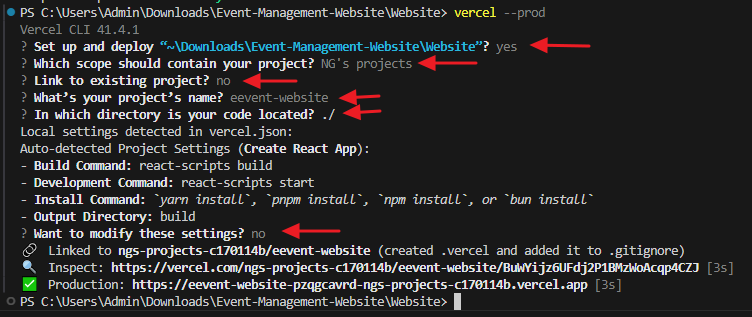 PS C:\Users\Admin\Downloads\Event-Management-Website\Website> vercel --prod
Vercel CLI 41.4.1
? Set up and deploy “~\Downloads\Event-Management-Website\Website”? yes
? Which scope should contain your project? NG's projects
? Link to existing project? no
? What’s your project’s name? eevent-website
? In which directory is your code located? ./
Local settings detected in vercel.json:
Auto-detected Project Settings (Create React App):
- Build Command: react-scripts build
- Development Command: react-scripts start
- Install Command: `yarn install`, `pnpm install`, `npm install`, or `bun install`
- Output Directory: build
? Want to modify these settings? no
🔗 Linked to ngs-projects-c170114b/eevent-website (created .vercel and added it to .gitignore)
🔍 Inspect: https://vercel.com/ngs-projects-c170114b/eevent-website/BuWYijz6UFdj2P1BMzWoAcqp4CZJ [3s]
✅ Production: https://eevent-website-pzqgcavrd-ngs-projects-c170114b.vercel.app [3s]
PS C:\Users\Admin\Downloads\Event-Management-Website\Website>